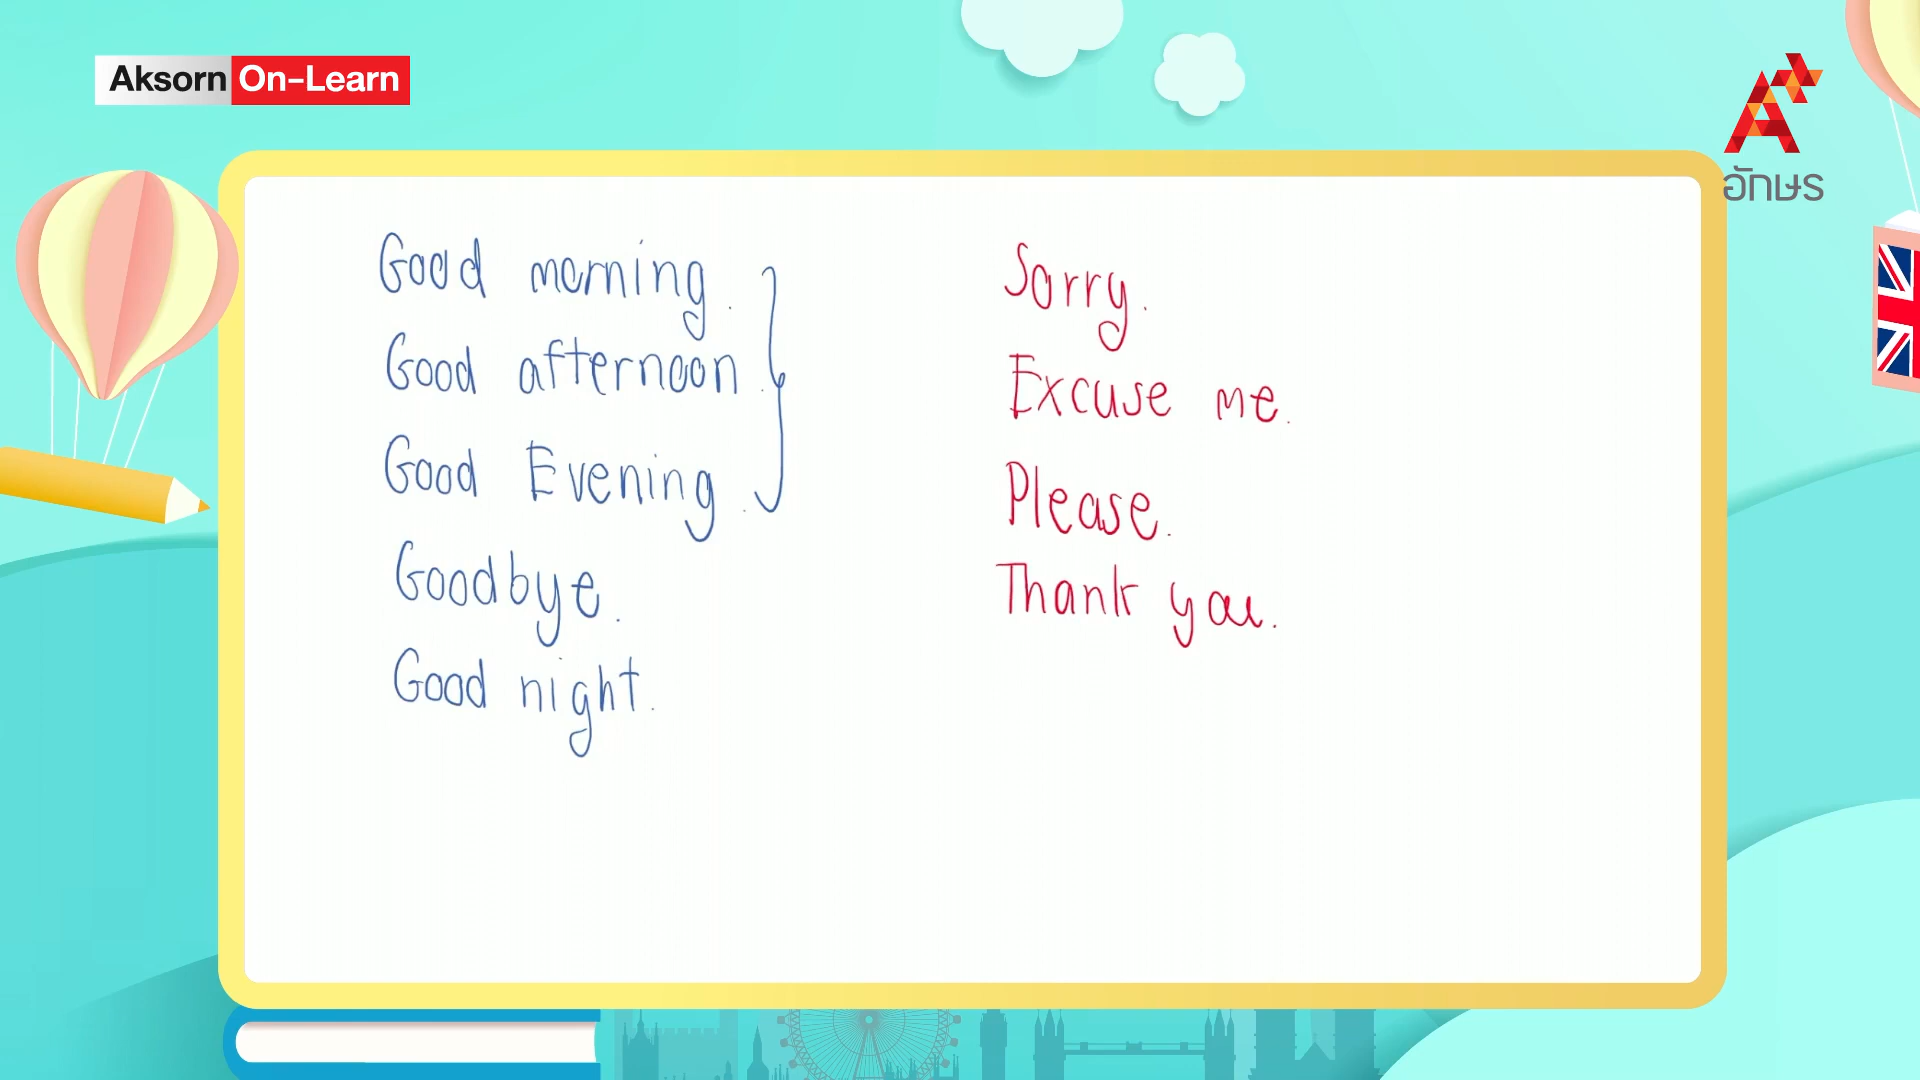 Aksorn On-Learn
อักษร
Good morning.
Good afternoon.
Good Evening.
Goodbye.
Good night.
Sorry.
Excuse me.
Please.
Thank you.